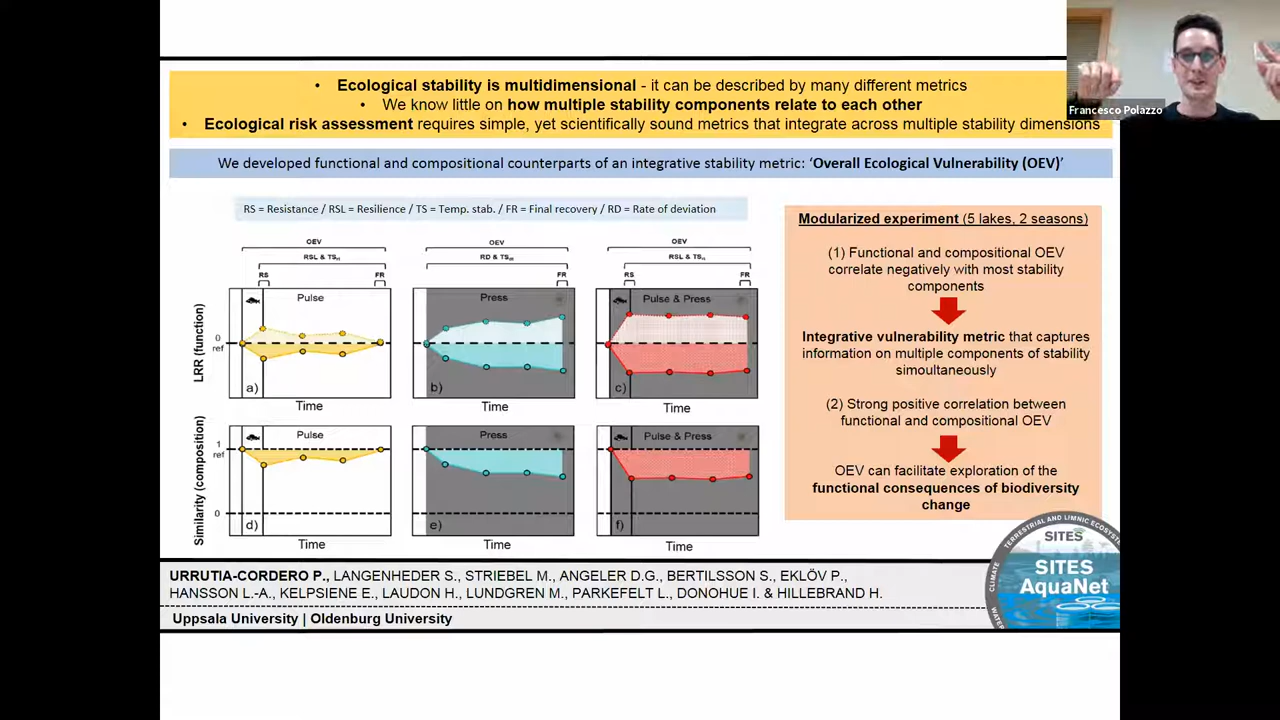 Francesco Polazzo
• Ecological stability is multidimensional - it can be described by many different metrics
• We know little on how multiple stability components relate to each other
• Ecological risk assessment requires simple, yet scientifically sound metrics that integrate across multiple stability dimensions
We developed functional and compositional counterparts of an integrative stability metric: ‘Overall Ecological Vulnerability (OEV)’
RS = Resistance / RSL = Resilience / TS = Temp. stab. / FR = Final recovery / RD = Rate of deviation
OEV
RSL & TS
RS
FR
Pulse
LRR (function)
0
ref
a)
Time
OEV
RD & TS
FR
Press
b)
Time
OEV
RSL & TS
RS
FR
Pulse & Press
c)
Time
Pulse
Similarity (composition)
1
ref
0
d)
Time
Press
e)
Time
Pulse & Press
f)
Time
Modularized experiment (5 lakes, 2 seasons)
(1) Functional and compositional OEV
correlate negatively with most stability
components
Integrative vulnerability metric that captures
information on multiple components of stability
simoultaneously
(2) Strong positive correlation between
functional and compositional OEV
OEV can facilitate exploration of the
functional consequences of biodiversity
change
URRUTIA-CORDERO P., LANGENHEDER S., STRIEBEL M., ANGELER D.G., BERTILSSON S., EKLÖV P.,
HANSSON L.-A., KELPSIENE E., LAUDON H., LUNDGREN M., PARKEFELT L., DONOHUE I. & HILLEBRAND H.
Uppsala University | Oldenburg University
TERRESTRIAL AND LIMNIC
CLIMATE
SITES
SITES
AquaNet